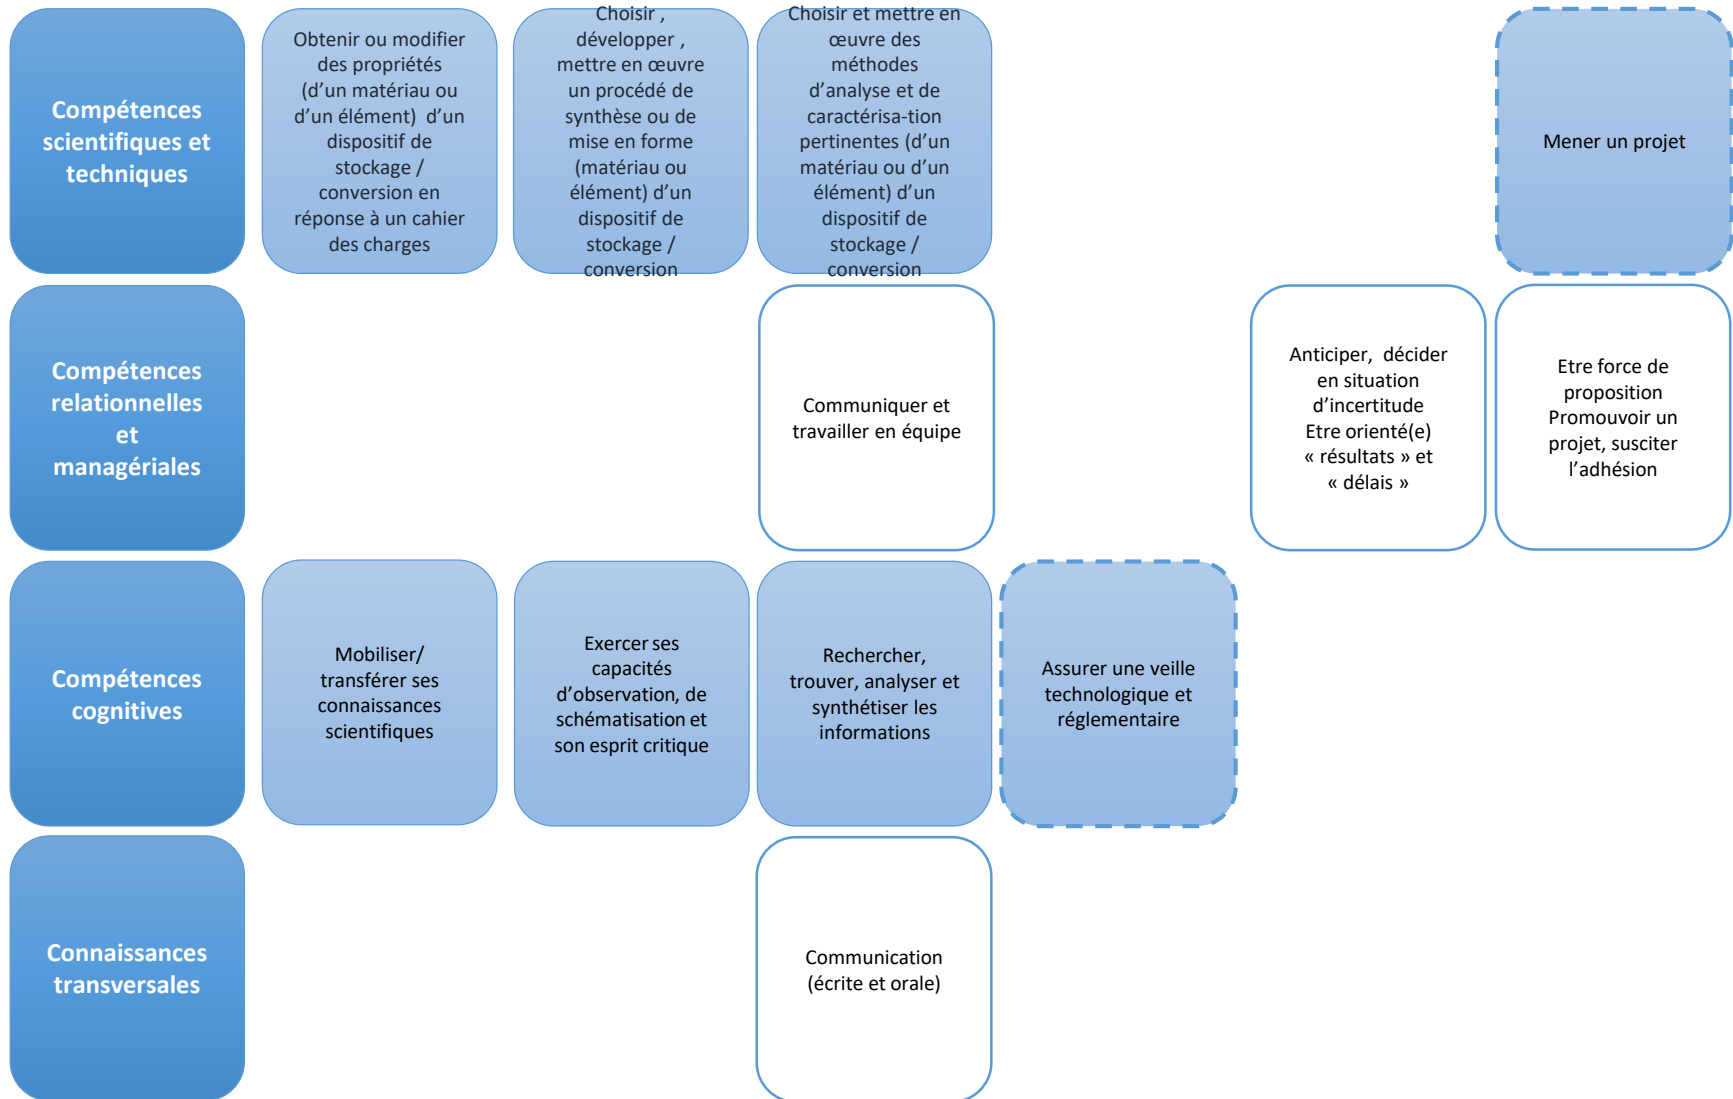 Compétences
scientifiques et
techniques
Obtenir ou modifier
des propriétés
(d’un matériau ou
d’un élément)  d’un
dispositif de
stockage /
conversion en
réponse à un cahier
des charges
Choisir ,
développer ,
mettre en œuvre
un procédé de
synthèse ou de
mise en forme
(matériau ou
élément) d’un
dispositif de
stockage /
conversion
Choisir et mettre en
œuvre des
méthodes
d’analyse et de
caractérisa-tion
pertinentes (d’un
matériau ou d’un
élément) d’un
dispositif de
stockage /
conversion
Mener un projet
Compétences
relationnelles
et
managériales
Communiquer et
travailler en équipe
Anticiper,  décider
en situation
d’incertitude
Etre orienté(e)
« résultats » et
« délais »
Etre force de
proposition
Promouvoir un
projet, susciter
l’adhésion
Compétences
cognitives
Mobiliser/
transférer ses
connaissances
scientifiques
Exercer ses
capacités
d’observation, de
schématisation et
son esprit critique
Rechercher,
trouver, analyser et
synthétiser les
informations
Assurer une veille
technologique et
réglementaire
Connaissances
transversales
Communication
(écrite et orale)